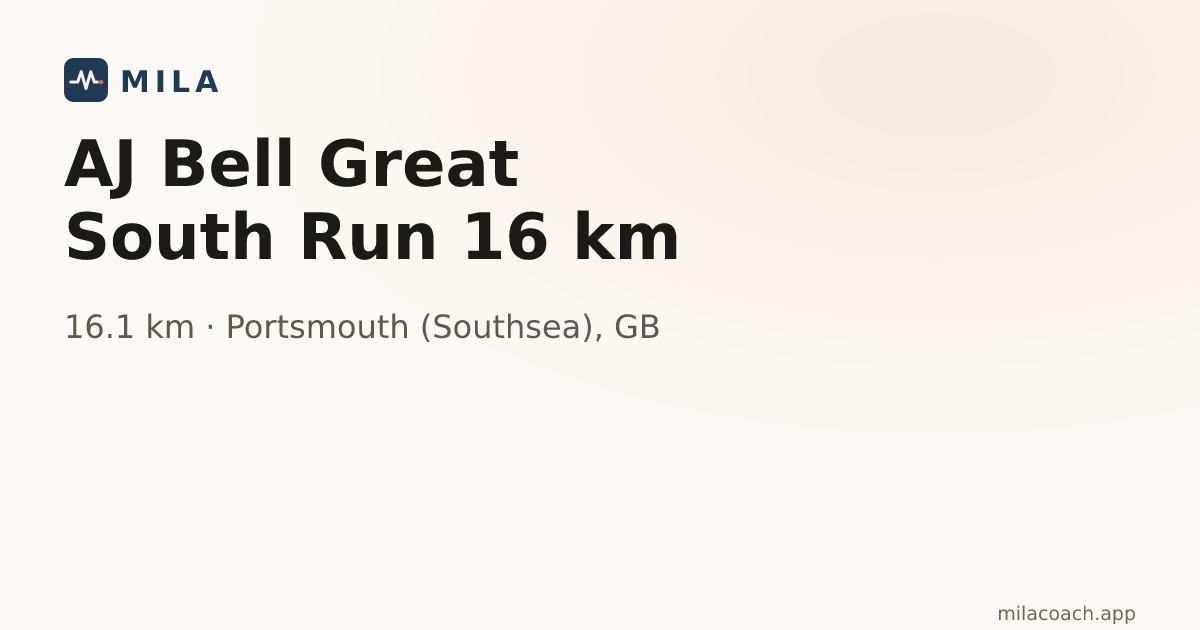 MILA
AJ Bell Great
South Run 16 km
16.1 km · Portsmouth (Southsea), GB
milacoach.app